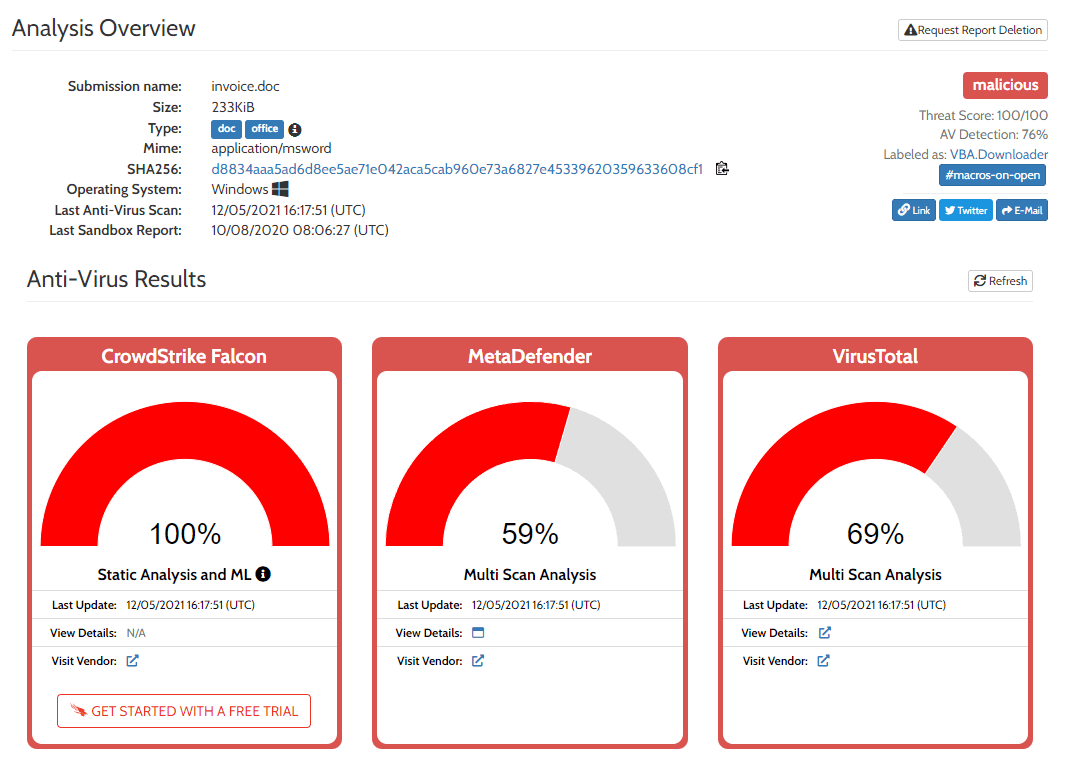 Analysis Overview
Request Report Deletion
Submission name: invoice.doc
Size: 233KiB
Type: doc office
Mime: application/msword
SHA256: d8834aaa5ad6d8ee5ae71e042aca5cab960e73a6827e45339620359633608cf1
Operating System: Windows
Last Anti-Virus Scan: 12/05/2021 16:17:51 (UTC)
Last Sandbox Report: 10/08/2020 08:06:27 (UTC)
malicious
Threat Score: 100/100
AV Detection: 76%
Labeled as: VBA.Downloader
#macros-on-open
Link Twitter E-Mail
Anti-Virus Results
Refresh
CrowdStrike Falcon
100%
Static Analysis and ML
Last Update: 12/05/2021 16:17:51 (UTC)
View Details: N/A
Visit Vendor:
GET STARTED WITH A FREE TRIAL
MetaDefender
59%
Multi Scan Analysis
Last Update: 12/05/2021 16:17:51 (UTC)
View Details:
Visit Vendor:
VirusTotal
69%
Multi Scan Analysis
Last Update: 12/05/2021 16:17:51 (UTC)
View Details:
Visit Vendor: